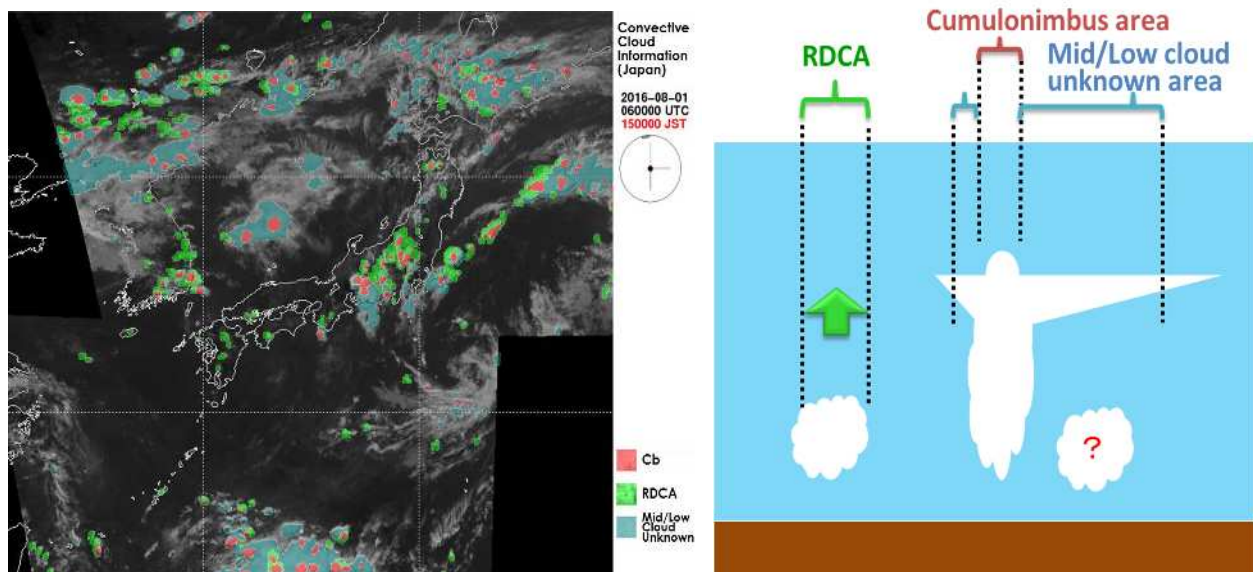 Convective
Cloud
Information
(Japan)
2016-08-01
060000 UTC
150000 JST
Cb
RDCA
Mid/Low
Cloud
Unknown
Cumulonimbus area
RDCA
Mid/Low cloud
unknown area
?